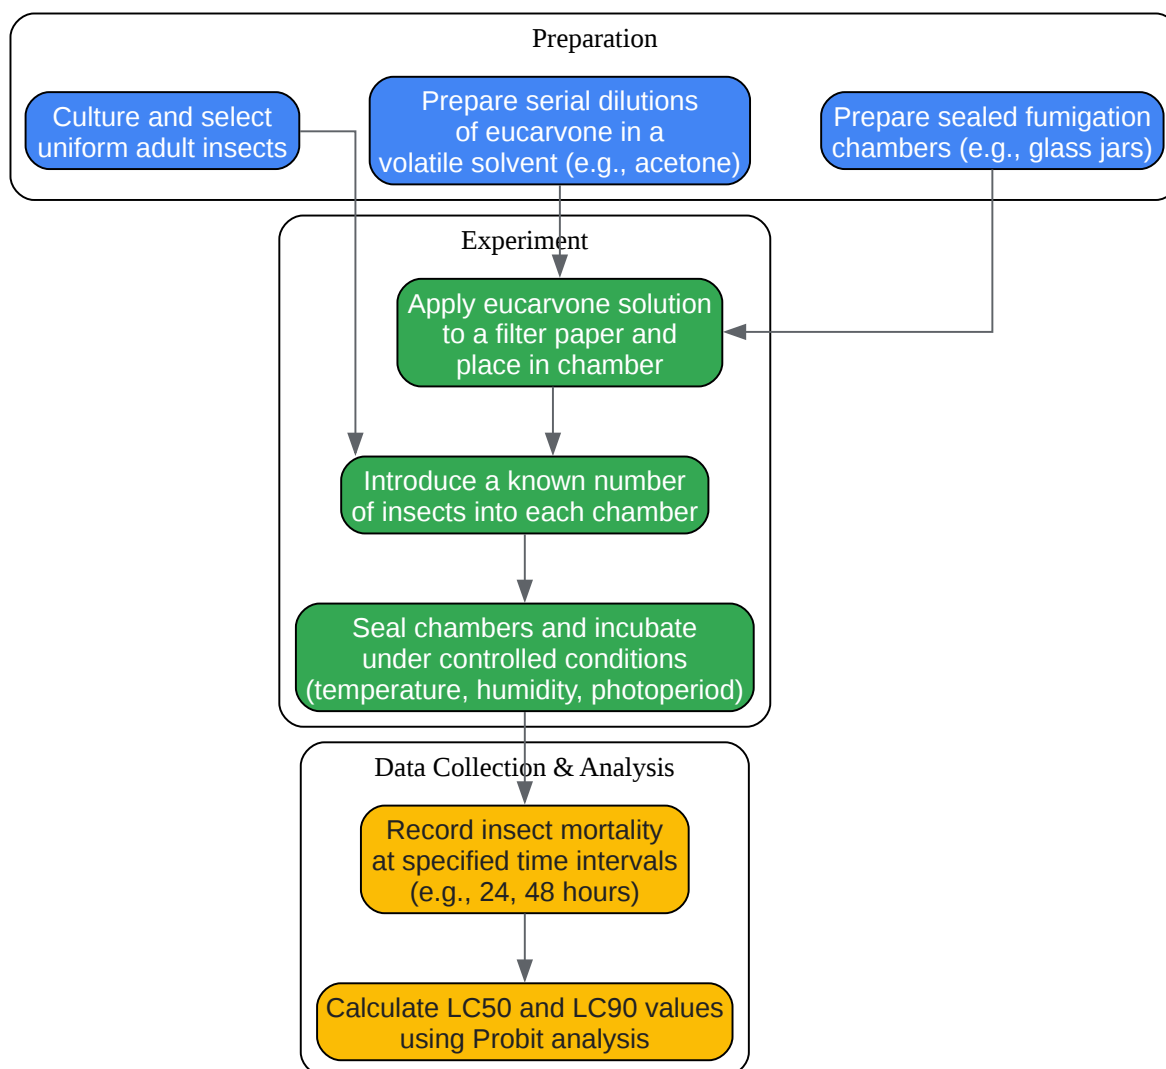 Preparation
Culture and select
uniform adult insects
Prepare serial dilutions
of eucarvone in a
volatile solvent (e.g., acetone)
Prepare sealed fumigation
chambers (e.g., glass jars)
Experiment
Apply eucarvone solution
to a filter paper and
place in chamber
Introduce a known number
of insects into each chamber
Seal chambers and incubate
under controlled conditions
(temperature, humidity, photoperiod)
Data Collection & Analysis
Record insect mortality
at specified time intervals
(e.g., 24, 48 hours)
Calculate LC50 and LC90 values
using Probit analysis